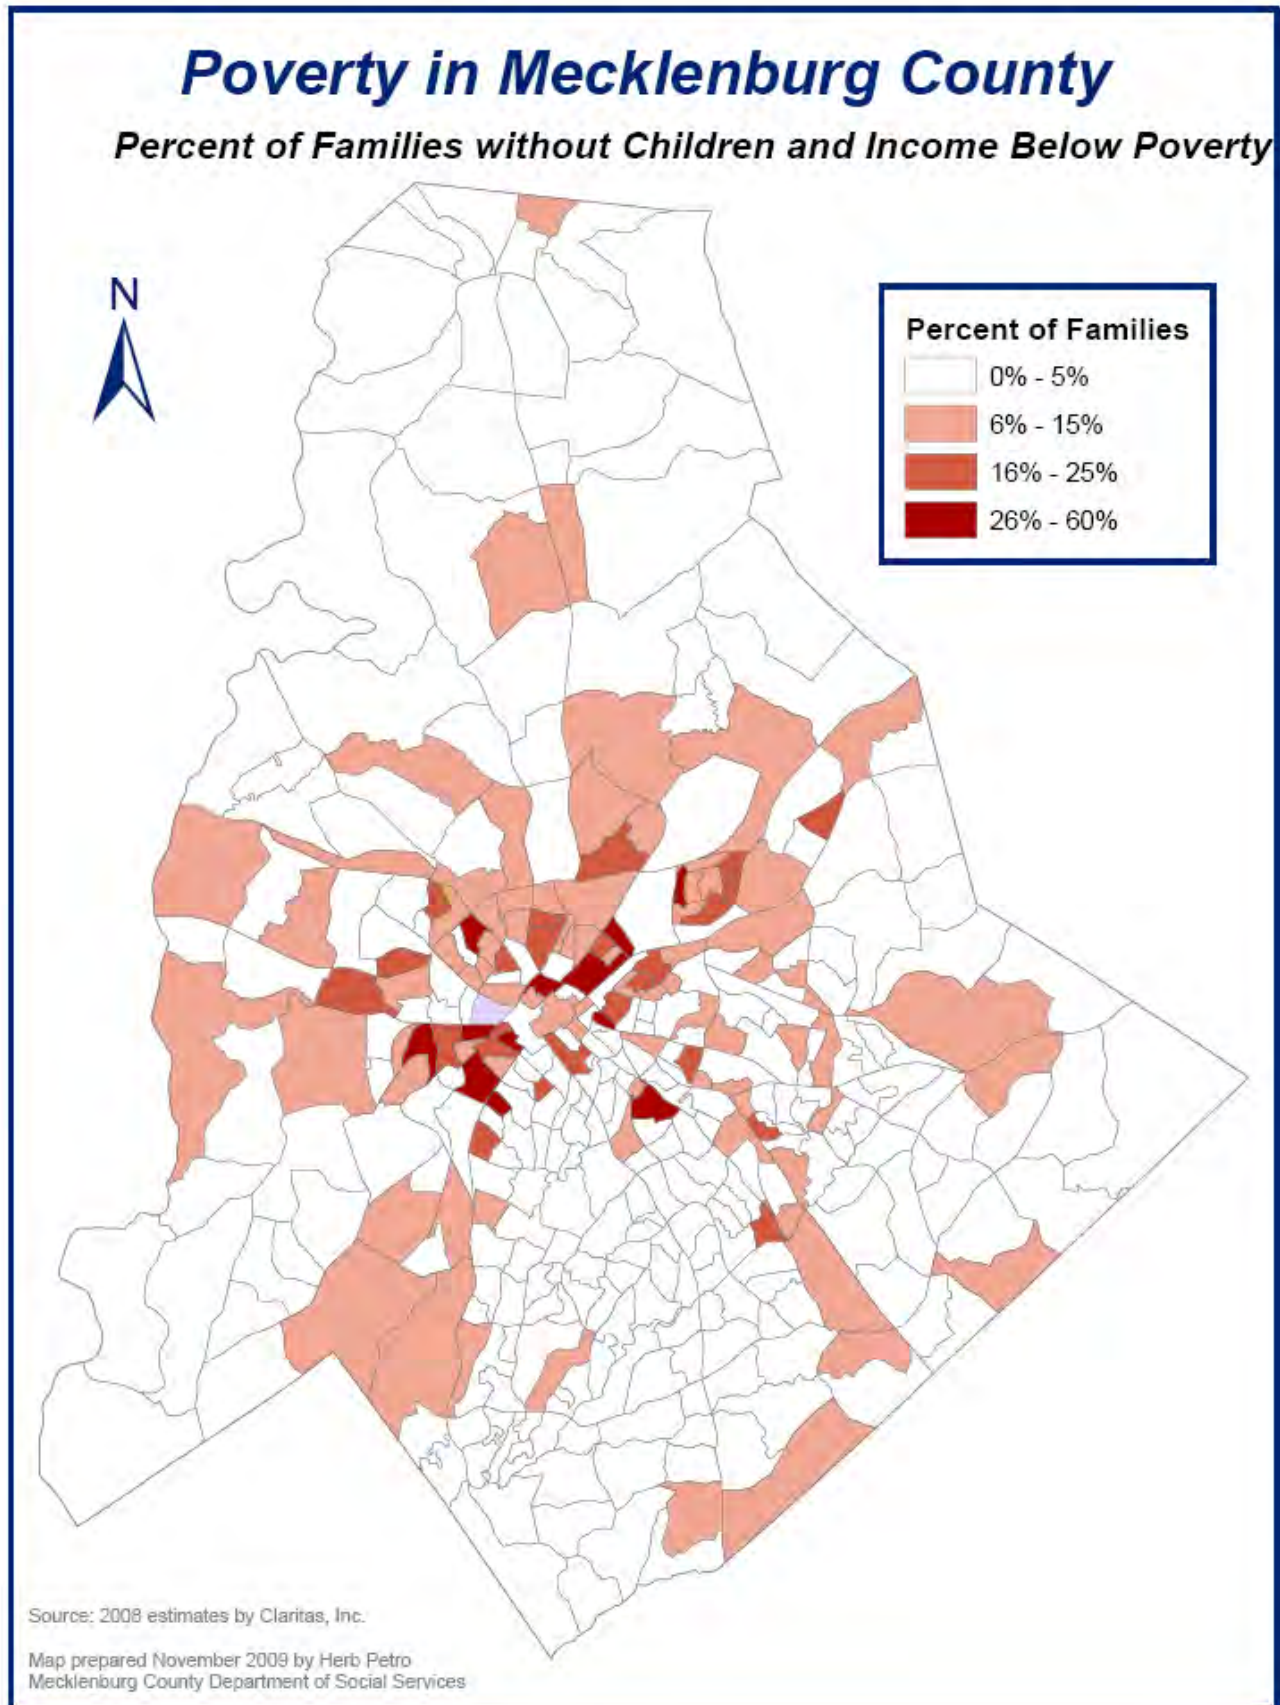 Poverty in Mecklenburg County
Percent of Families without Children and Income Below Poverty
N
Percent of Families
0% - 5%
6% - 15%
16% - 25%
26% - 60%
Source: 2008 estimates by Claritas, Inc.
Map prepared November 2009 by Herb Petro
Mecklenburg County Department of Social Services